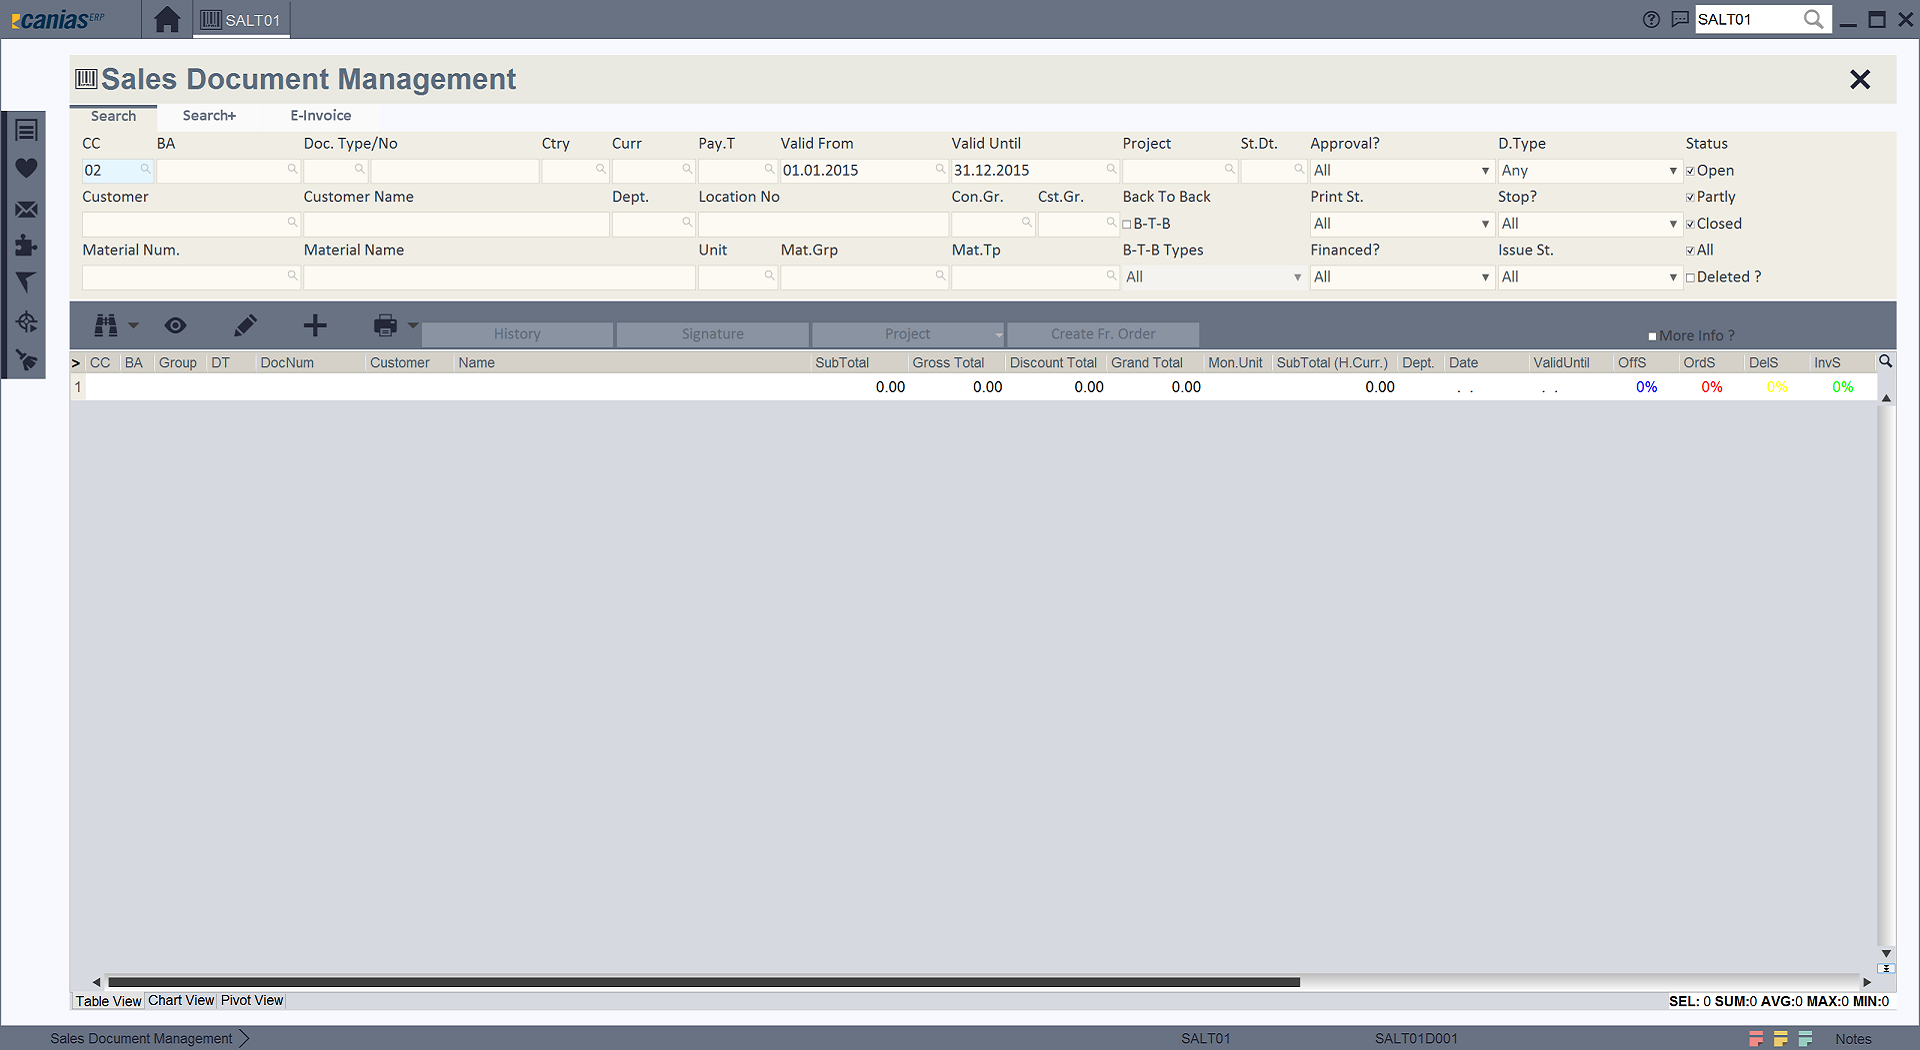 caniasERP SALT01 SALT01
Sales Document Management
Search Search+ E-Invoice
CC BA Doc. Type/No Ctry Curr Pay.T Valid From Valid Until Project St.Dt. Approval? D.Type Status
02 01.01.2015 31.12.2015 All Any Open
Customer Customer Name Dept. Location No Con.Gr. Cst.Gr. Back To Back Print St. Stop? Partly
B-T-B All All Closed
Material Num. Material Name Unit Mat.Grp Mat.Tp B-T-B Types Financed? Issue St. All
All All All Deleted ?
History Signature Project Create Fr. Order More Info ?
> CC BA Group DT DocNum Customer Name SubTotal Gross Total Discount Total Grand Total Mon.Unit SubTotal (H.Curr.) Dept. Date ValidUntil OffS OrdS DelS InvS
1 0.00 0.00 0.00 0.00 0.00 . . . . 0% 0% 0% 0%
Table View Chart View Pivot View SEL: 0 SUM:0 AVG:0 MAX:0 MIN:0
Sales Document Management SALT01 SALT01D001 Notes